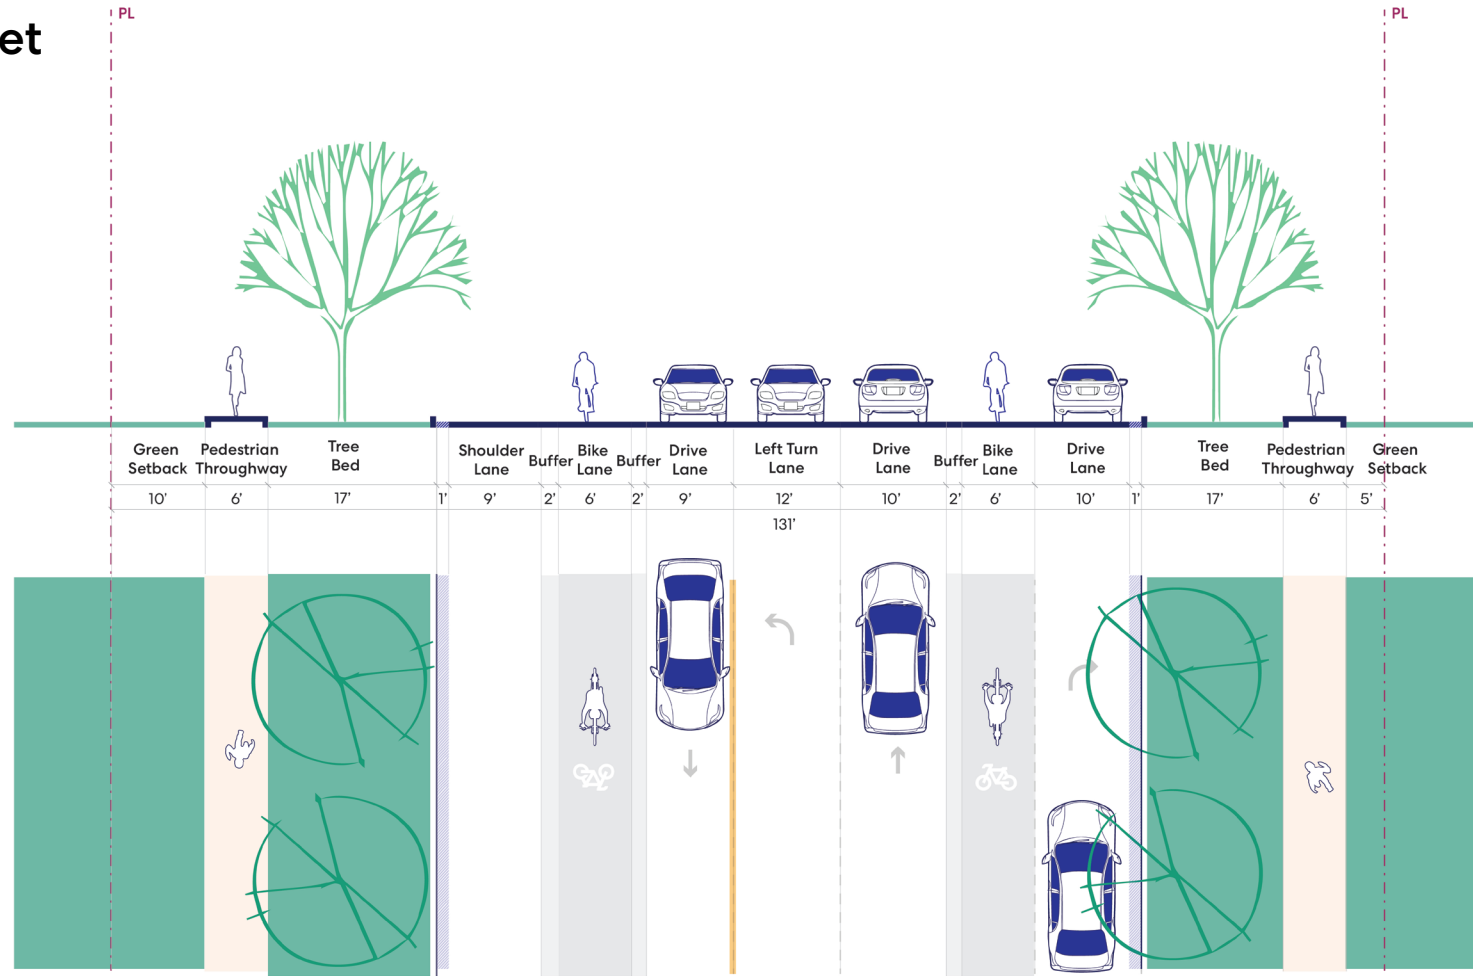 et
PL PL
Green Setback Pedestrian Throughway Tree Bed Shoulder Lane Buffer Bike Lane Buffer Drive Lane Left Turn Lane Drive Lane Buffer Bike Lane Drive Lane Tree Bed Pedestrian Throughway Green Setback
10’ 6’ 17’ 1’ 9’ 2’ 6’ 2’ 9’ 12’ 10’ 2’ 6’ 10’ 1’ 17’ 6’ 5’
131’